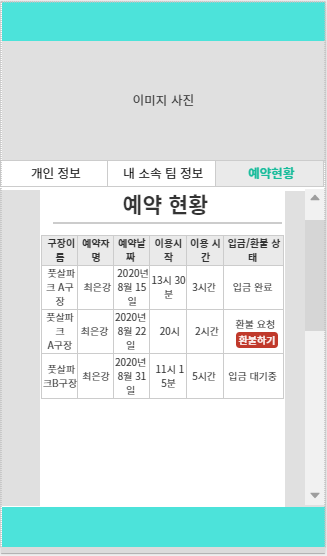 이미지 사진
개인 정보 내 소속 팀 정보 예약현황
예약 현황
구장이름 예약자명 예약날짜 이용시작 이용 시간 입금/환불 상태
풋살파크 A구장 최은강 2020년 8월 15일 13시 30분 3시간 입금 완료
풋살파크 A구장 최은강 2020년 8월 22일 20시 2시간 환불 요청
환불하기
풋살파크B구장 최은강 2020년 8월 31일 11시 15분 5시간 입금 대기중